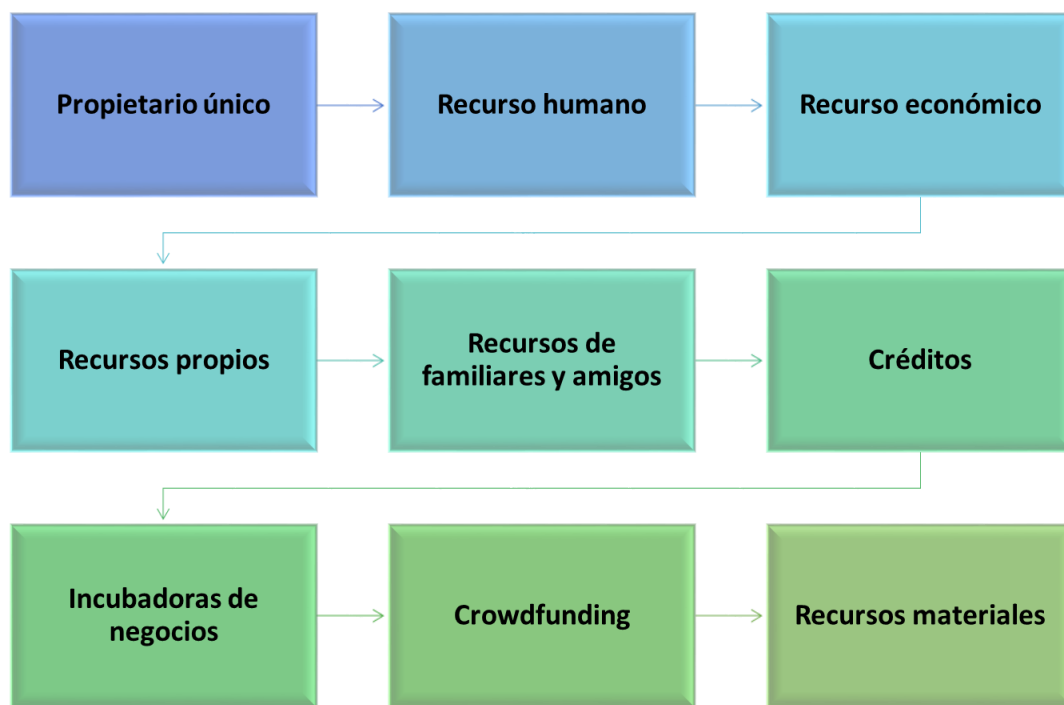 Propietario único
Recurso humano
Recurso económico
Recursos propios
Recursos de
familiares y amigos
Créditos
Incubadoras de
negocios
Crowdfunding
Recursos materiales